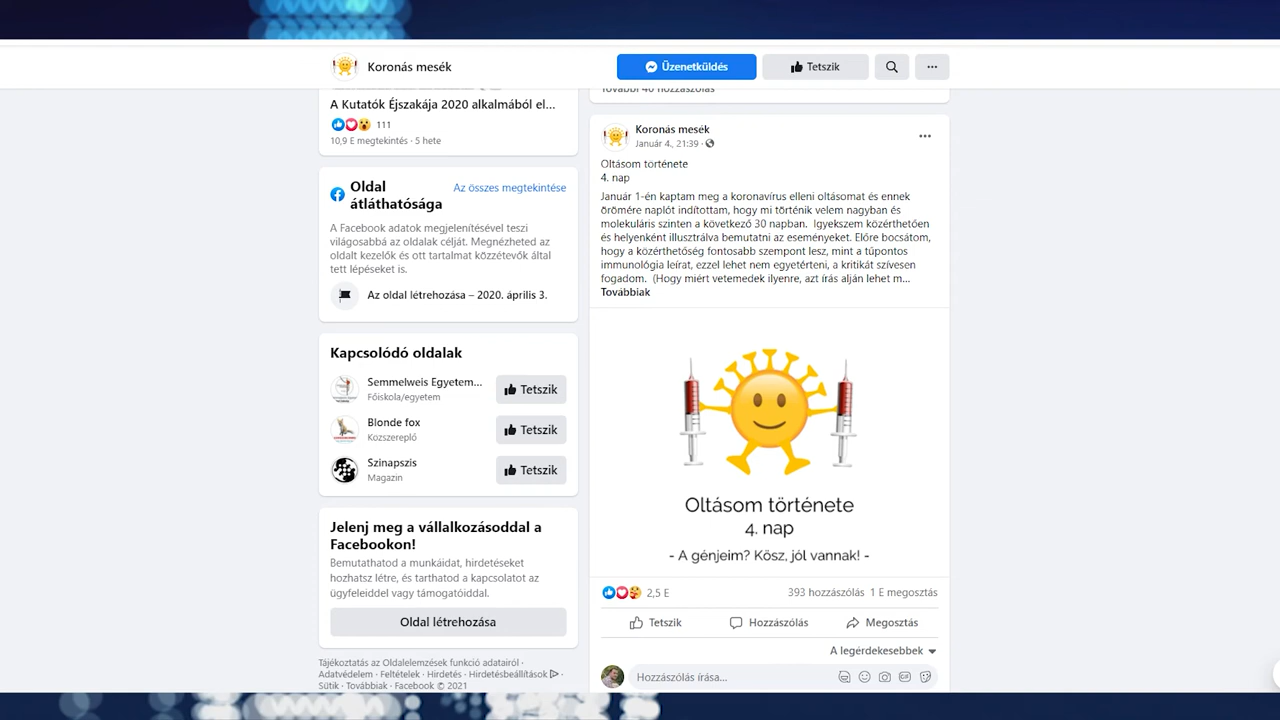 Koronás mesék
Üzenetküldés
Tetszik
A Kutatók Éjszakája 2020 alkalmából el...
111
10,9 E megtekintés · 5 hete
Oldal átláthatósága
Az összes megtekintése
A Facebook adatok megjelenítésével teszi
világosabbá az oldalak célját. Megnézheted az
oldalt kezelők és ott tartalmat közzétevők által
tett lépéseket is.
Az oldal létrehozása – 2020. április 3.
Kapcsolódó oldalak
Semmelweis Egyetem...
Főiskola/egyetem
Tetszik
Blonde fox
Közszereplő
Tetszik
Szinapszis
Magazin
Tetszik
Jelenj meg a vállalkozásoddal a
Facebookon!
Bemutathatod a munkáidat, hirdetéseket
hozhatsz létre, és tarthatod a kapcsolatot az
ügyfeleiddel vagy támogatóiddal.
Oldal létrehozása
Tájékoztatás az Oldalelemzések funkció adatairól ·
Adatvédelem · Feltételek · Hirdetés · Hirdetésbeállítások ·
Sütik · Továbbiak · Facebook © 2021
További 40 hozzászólás
Koronás mesék
Január 4., 21:39 ·
Oltásom története
4. nap
Január 1-én kaptam meg a koronavírus elleni oltásomat és ennek
örömére naplót indítottam, hogy mi történik velem nagyban és
molekuláris szinten a következő 30 napban. Igyekszem közérthetően
és helyenként illusztrálva bemutatni az eseményeket. Előre bocsátom,
hogy a közérthetőség fontosabb szempont lesz, mint a tűpontos
immunológia leírat, ezzel lehet nem egyetérteni, a kritikát szívesen
fogadom. (Hogy miért vetemedek ilyenre, azt írás alján lehet m...
Továbbiak
Oltásom története
4. nap
- A génjeim? Kösz, jól vannak! -
2,5 E
393 hozzászólás 1 E megosztás
Tetszik Hozzászólás Megosztás
A legérdekesebbek
Hozzászólás írása...
GIF